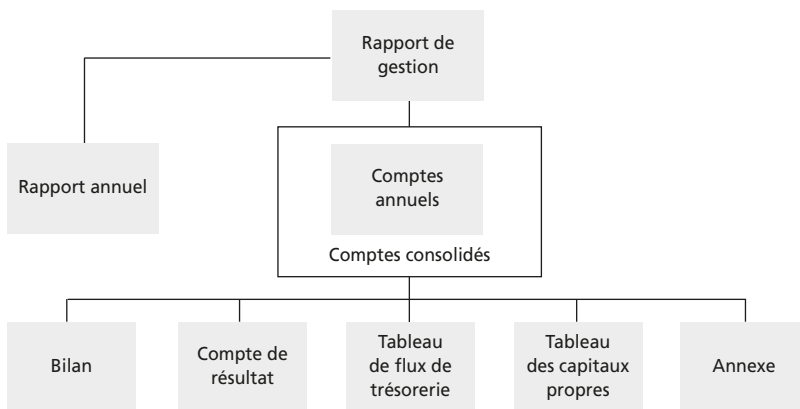 Rapport de
gestion
Rapport annuel
Comptes
annuels
Comptes consolidés
Bilan
Compte de
résultat
Tableau
de flux de
trésorerie
Tableau
des capitaux
propres
Annexe